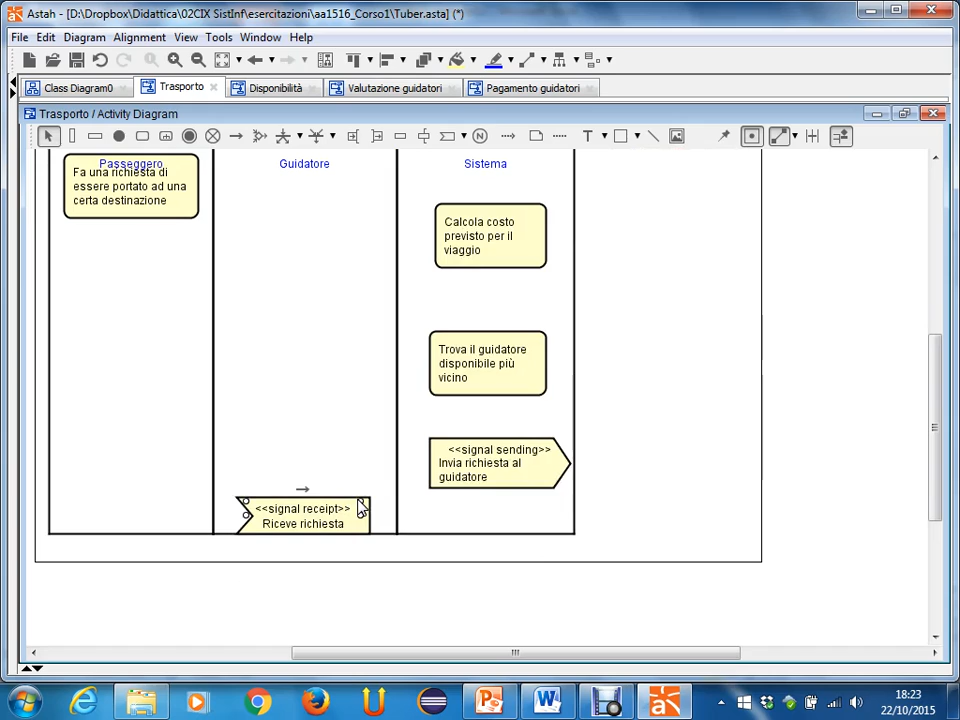 Astah - [D:\Dropbox\Didattica\02CIX SistInf\esercitazioni\aa1516_Corso1\Tuber.asta] (*)
File Edit Diagram Alignment View Tools Window Help
Class Diagram0 Trasporto Disponibilità Valutazione guidatori Pagamento guidatori
Trasporto / Activity Diagram
Passeggero Guidatore Sistema
Fa una richiesta di
essere portato ad una
certa destinazione
Calcola costo
previsto per il
viaggio
Trova il guidatore
disponibile più
vicino
<<signal sending>>
Invia richiesta al
guidatore
<<signal receipt>>
Riceve richiesta
18:23
22/10/2015